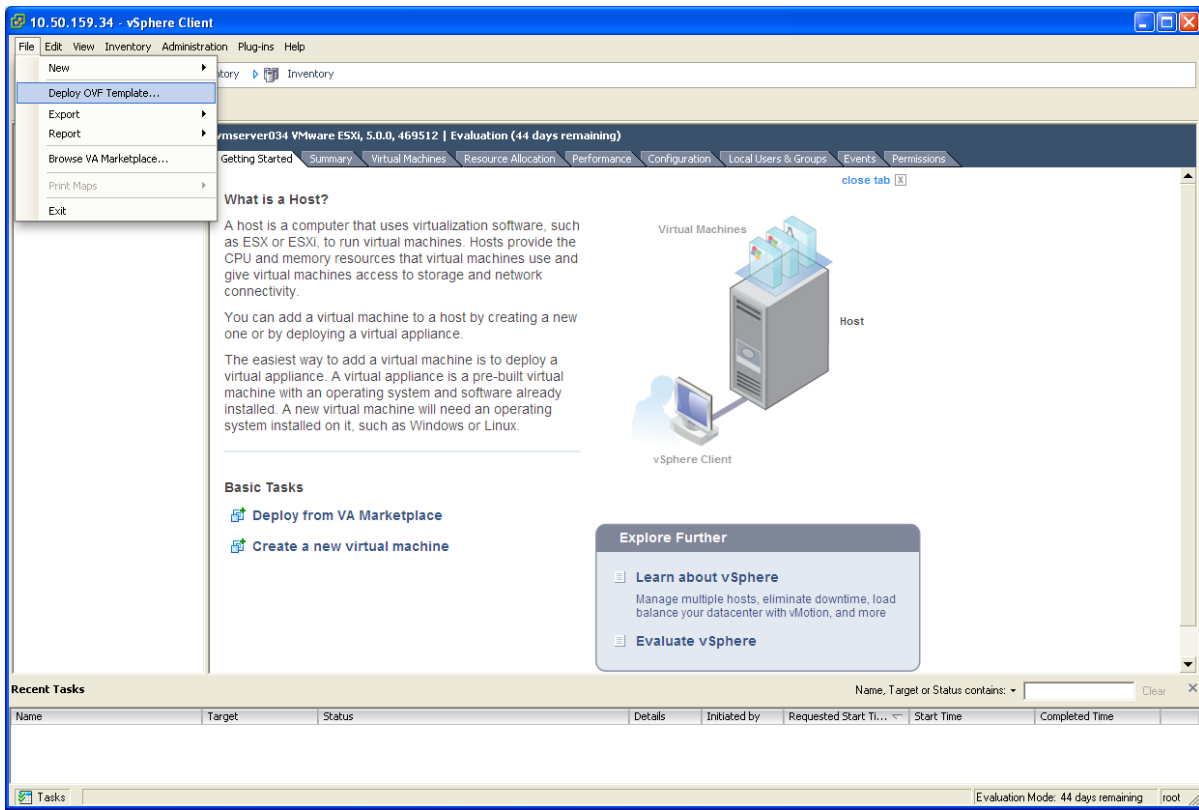 10.50.159.34 - vSphere Client
File Edit View Inventory Administration Plug-ins Help
New
Deploy OVF Template...
Export
Report
Browse VA Marketplace...
Print Maps
Exit
Inventory
vmserver034 VMware ESXi, 5.0.0, 469512 | Evaluation (44 days remaining)
Getting Started Summary Virtual Machines Resource Allocation Performance Configuration Local Users & Groups Events Permissions
close tab X
What is a Host?
A host is a computer that uses virtualization software, such
as ESX or ESXi, to run virtual machines. Hosts provide the
CPU and memory resources that virtual machines use and
give virtual machines access to storage and network
connectivity.
You can add a virtual machine to a host by creating a new
one or by deploying a virtual appliance.
The easiest way to add a virtual machine is to deploy a
virtual appliance. A virtual appliance is a pre-built virtual
machine with an operating system and software already
installed. A new virtual machine will need an operating
system installed on it, such as Windows or Linux.
Virtual Machines
Host
vSphere Client
Basic Tasks
Deploy from VA Marketplace
Create a new virtual machine
Explore Further
Learn about vSphere
Manage multiple hosts, eliminate downtime, load
balance your datacenter with vMotion, and more
Evaluate vSphere
Recent Tasks
Name, Target or Status contains:
Clear
Name Target Status Details Initiated by Requested Start Ti... Start Time Completed Time
Tasks
Evaluation Mode: 44 days remaining root